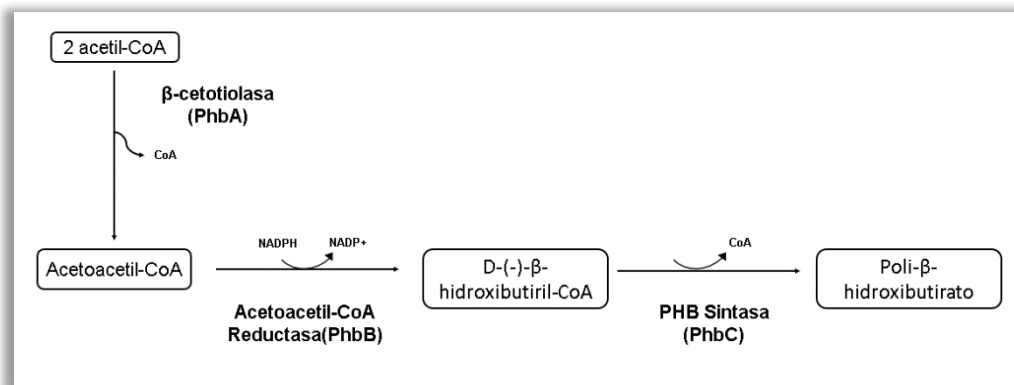 2 acetil-CoA
β-cetotiolasa
(PhbA)
CoA
Acetoacetil-CoA
NADPH
NADP+
Acetoacetil-CoA
Reductasa(PhbB)
D-(-)-β-
hidroxibutiril-CoA
CoA
PHB Sintasa
(PhbC)
Poli-β-
hidroxibutirato